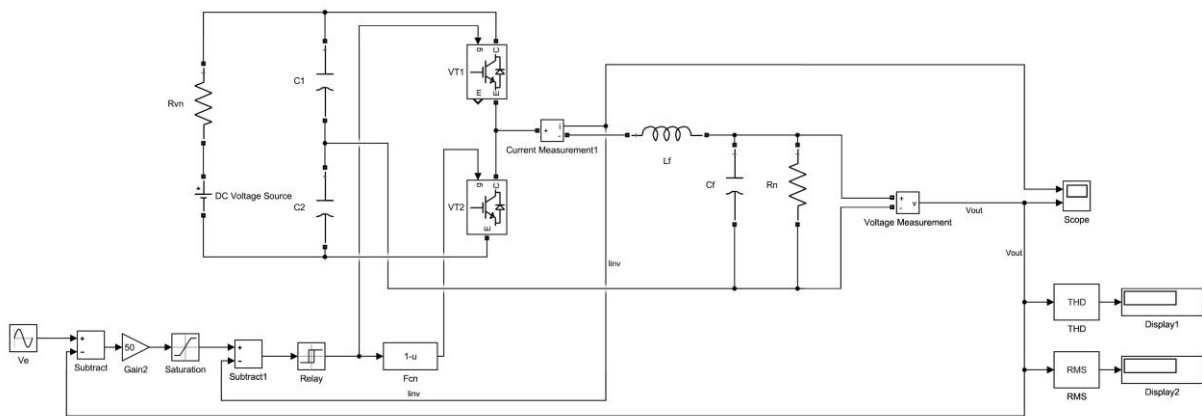 g
C
VT1
E
E
C1
Rvn
i
+
-
Current Measurement1
Lf
g
C
VT2
E
+
DC Voltage Source
C2
Cf
Rn
+
-
v
Voltage Measurement
Vout
Scope
Iinv
Vout
THD
THD
Display1
Ve
+
−
Subtract
50
Gain2
Saturation
+
−
Subtract1
Relay
1-u
Fcn
Iinv
RMS
RMS
Display2